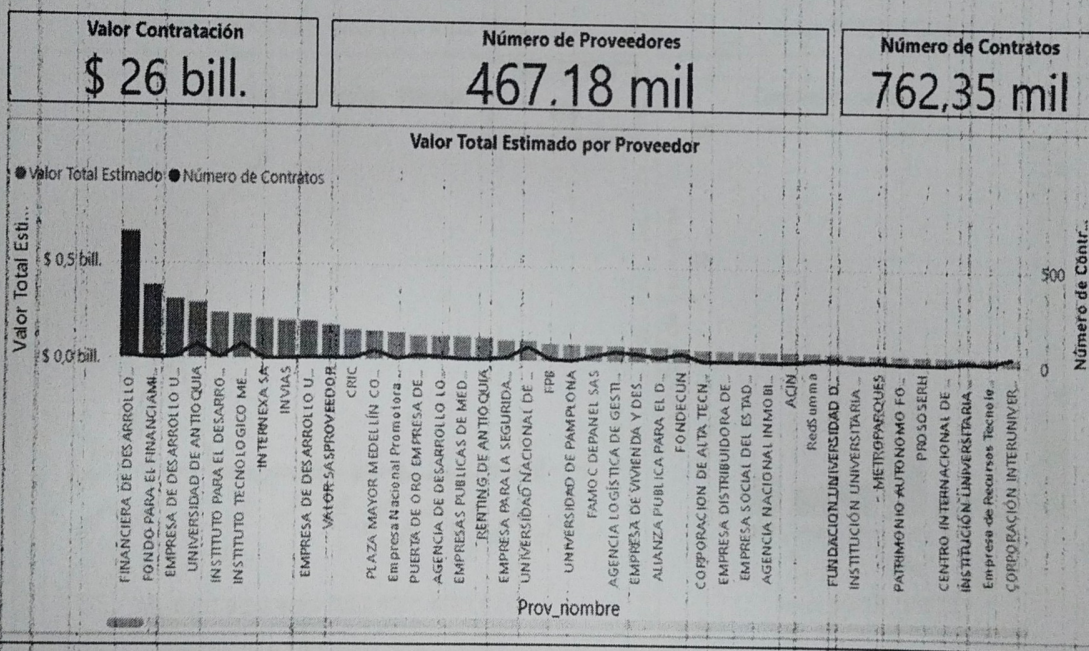 Valor Contratación
$ 26 bill.
Número de Proveedores
467.18 mil
Número de Contratos
762,35 mil
Valor Total Estimado por Proveedor
Valor Total Estimado Número de Contratos
Valor Total Esti...
$ 0,5 bill.
$ 0,0 bill.
500
0
Número de Contr...
FINANCIERA DE DESARROLLO...
FONDO PARA EL FINANCIAMI...
EMPRESA DE DESARROLLO U...
UNIVERSIDAD DE ANTIOQUIA
INSTITUTO PARA EL DESARRO...
INSTITUTO TECNOLOGICO ME...
INTERNEXA SA
INVIAS
EMPRESA DE DESARROLLO U...
VALOR+SAS PROVEEDOR
CRIC
PLAZA MAYOR MEDELLÍN CO...
Empresa Nacional Promotora...
PUERTA DE ORO EMPRESA DE...
AGENCIA DE DESARROLLO LO...
EMPRESAS PUBLICAS DE MED...
RENTING DE ANTIOQUIA
EMPRESA PARA LA SEGURIDA...
UNIVERSIDAD NACIONAL DE...
FPB
UNIVERSIDAD DE PAMPLONA
FAMOC DEPANEL SAS
AGENCIA LOGÍSTICA DE GESTI...
EMPRESA DE VIVIENDA Y DES...
ALIANZA PUBLICA PARA EL D...
FONDECUN
CORPORACION DE ALTA TECN...
EMPRESA DISTRIBUIDORA DE...
EMPRESA SOCIAL DEL ESTAD...
AGENCIA NACIONAL INMOBI...
ACIN
RedSumma
FUNDACION UNIVERSIDAD D...
INSTITUCIÓN UNIVERSITARIA...
METROPARQUES
PATRIMONIO AUTONOMO FO...
PROSOSERH
CENTRO INTERNACIONAL DE...
INSTITUCIÓN UNIVERSITARIA...
Empresa de Recursos Tecnolo...
CORPORACIÓN INTERUNIVER...
Prov_nombre